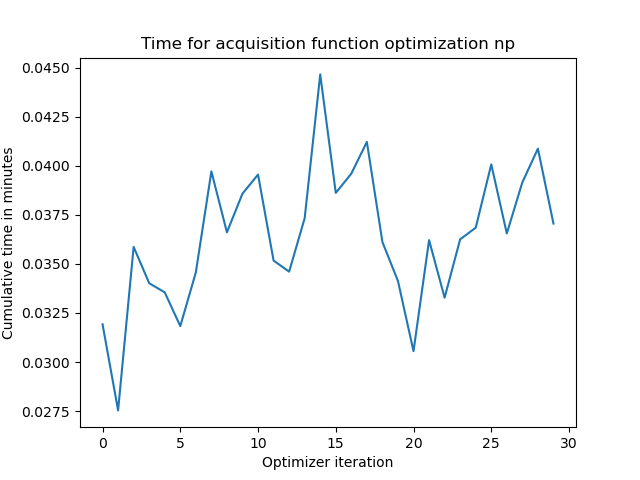 Time for acquisition function optimization np
0.0450
0.0425
0.0400
0.0375
0.0350
0.0325
0.0300
0.0275
Cumulative time in minutes
0 5 10 15 20 25 30
Optimizer iteration